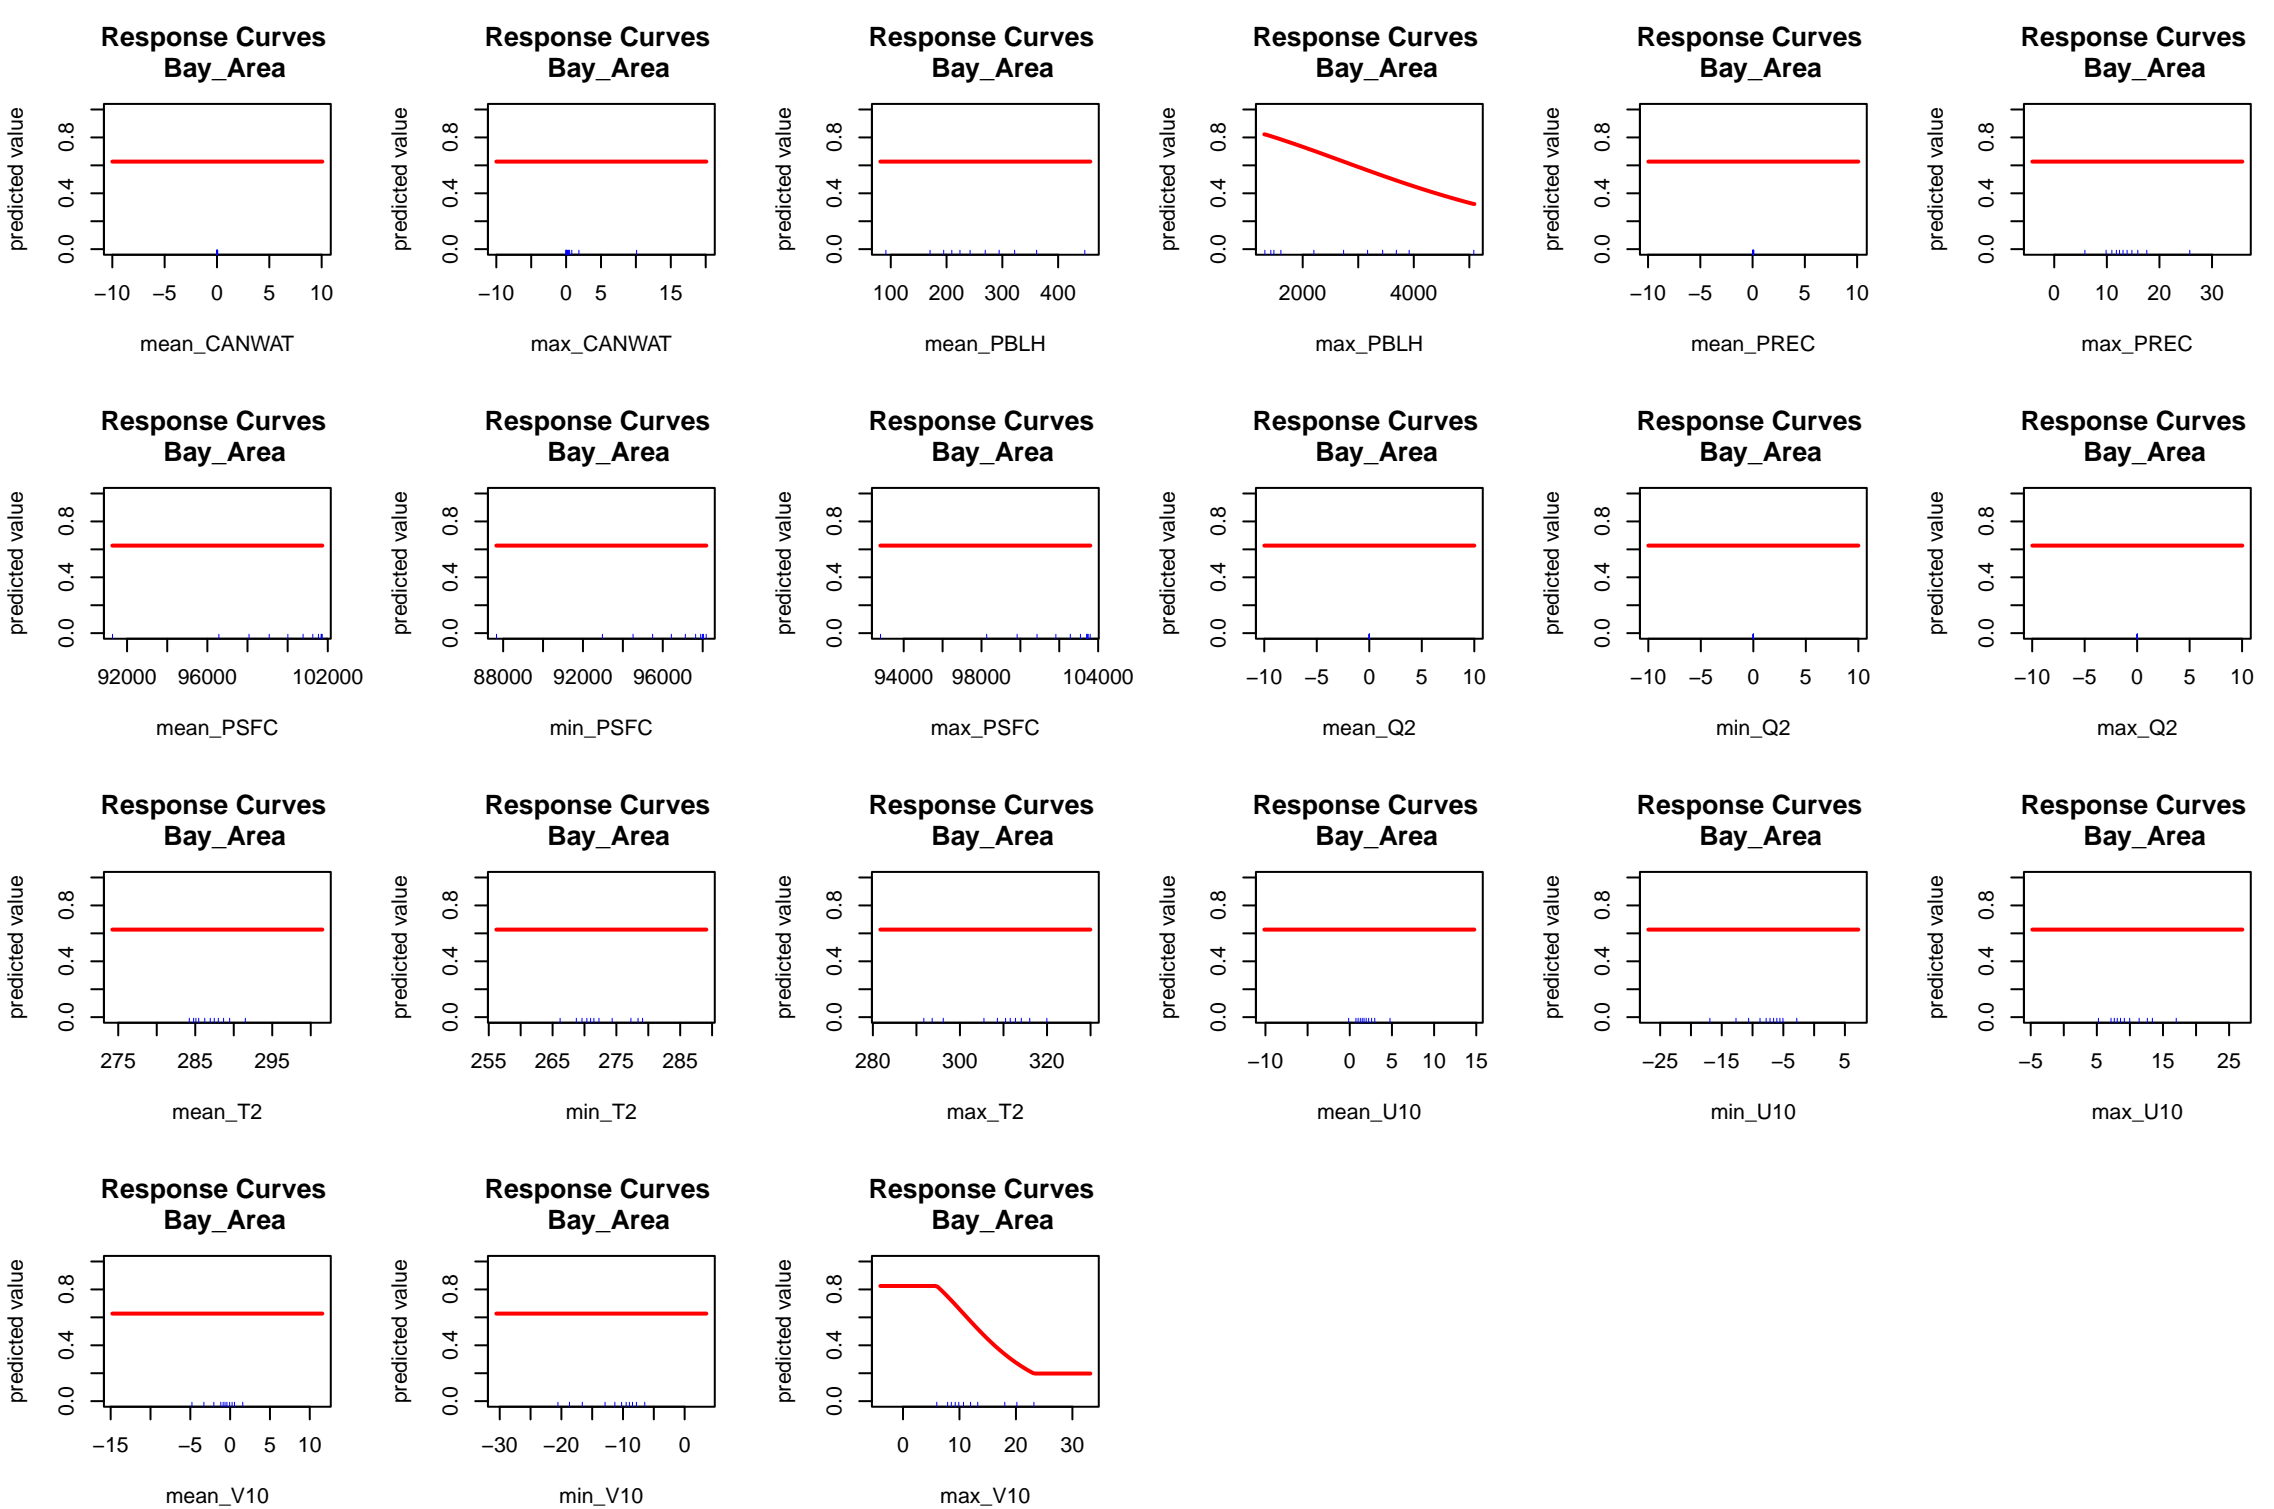 Response Curves
Bay_Area
predicted value
0.0 0.4 0.8
−10 −5 0 5 10
mean_CANWAT
Response Curves
Bay_Area
predicted value
0.0 0.4 0.8
−10 0 5 15
max_CANWAT
Response Curves
Bay_Area
predicted value
0.0 0.4 0.8
100 200 300 400
mean_PBLH
Response Curves
Bay_Area
predicted value
0.0 0.4 0.8
2000 4000
max_PBLH
Response Curves
Bay_Area
predicted value
0.0 0.4 0.8
−10 −5 0 5 10
mean_PREC
Response Curves
Bay_Area
predicted value
0.0 0.4 0.8
0 10 20 30
max_PREC
Response Curves
Bay_Area
predicted value
0.0 0.4 0.8
92000 96000 102000
mean_PSFC
Response Curves
Bay_Area
predicted value
0.0 0.4 0.8
88000 92000 96000
min_PSFC
Response Curves
Bay_Area
predicted value
0.0 0.4 0.8
94000 98000 104000
max_PSFC
Response Curves
Bay_Area
predicted value
0.0 0.4 0.8
−10 −5 0 5 10
mean_Q2
Response Curves
Bay_Area
predicted value
0.0 0.4 0.8
−10 −5 0 5 10
min_Q2
Response Curves
Bay_Area
predicted value
0.0 0.4 0.8
−10 −5 0 5 10
max_Q2
Response Curves
Bay_Area
predicted value
0.0 0.4 0.8
275 285 295
mean_T2
Response Curves
Bay_Area
predicted value
0.0 0.4 0.8
255 265 275 285
min_T2
Response Curves
Bay_Area
predicted value
0.0 0.4 0.8
280 300 320
max_T2
Response Curves
Bay_Area
predicted value
0.0 0.4 0.8
−10 0 5 10 15
mean_U10
Response Curves
Bay_Area
predicted value
0.0 0.4 0.8
−25 −15 −5 5
min_U10
Response Curves
Bay_Area
predicted value
0.0 0.4 0.8
−5 5 15 25
max_U10
Response Curves
Bay_Area
predicted value
0.0 0.4 0.8
−15 −5 0 5 10
mean_V10
Response Curves
Bay_Area
predicted value
0.0 0.4 0.8
−30 −20 −10 0
min_V10
Response Curves
Bay_Area
predicted value
0.0 0.4 0.8
0 10 20 30
max_V10